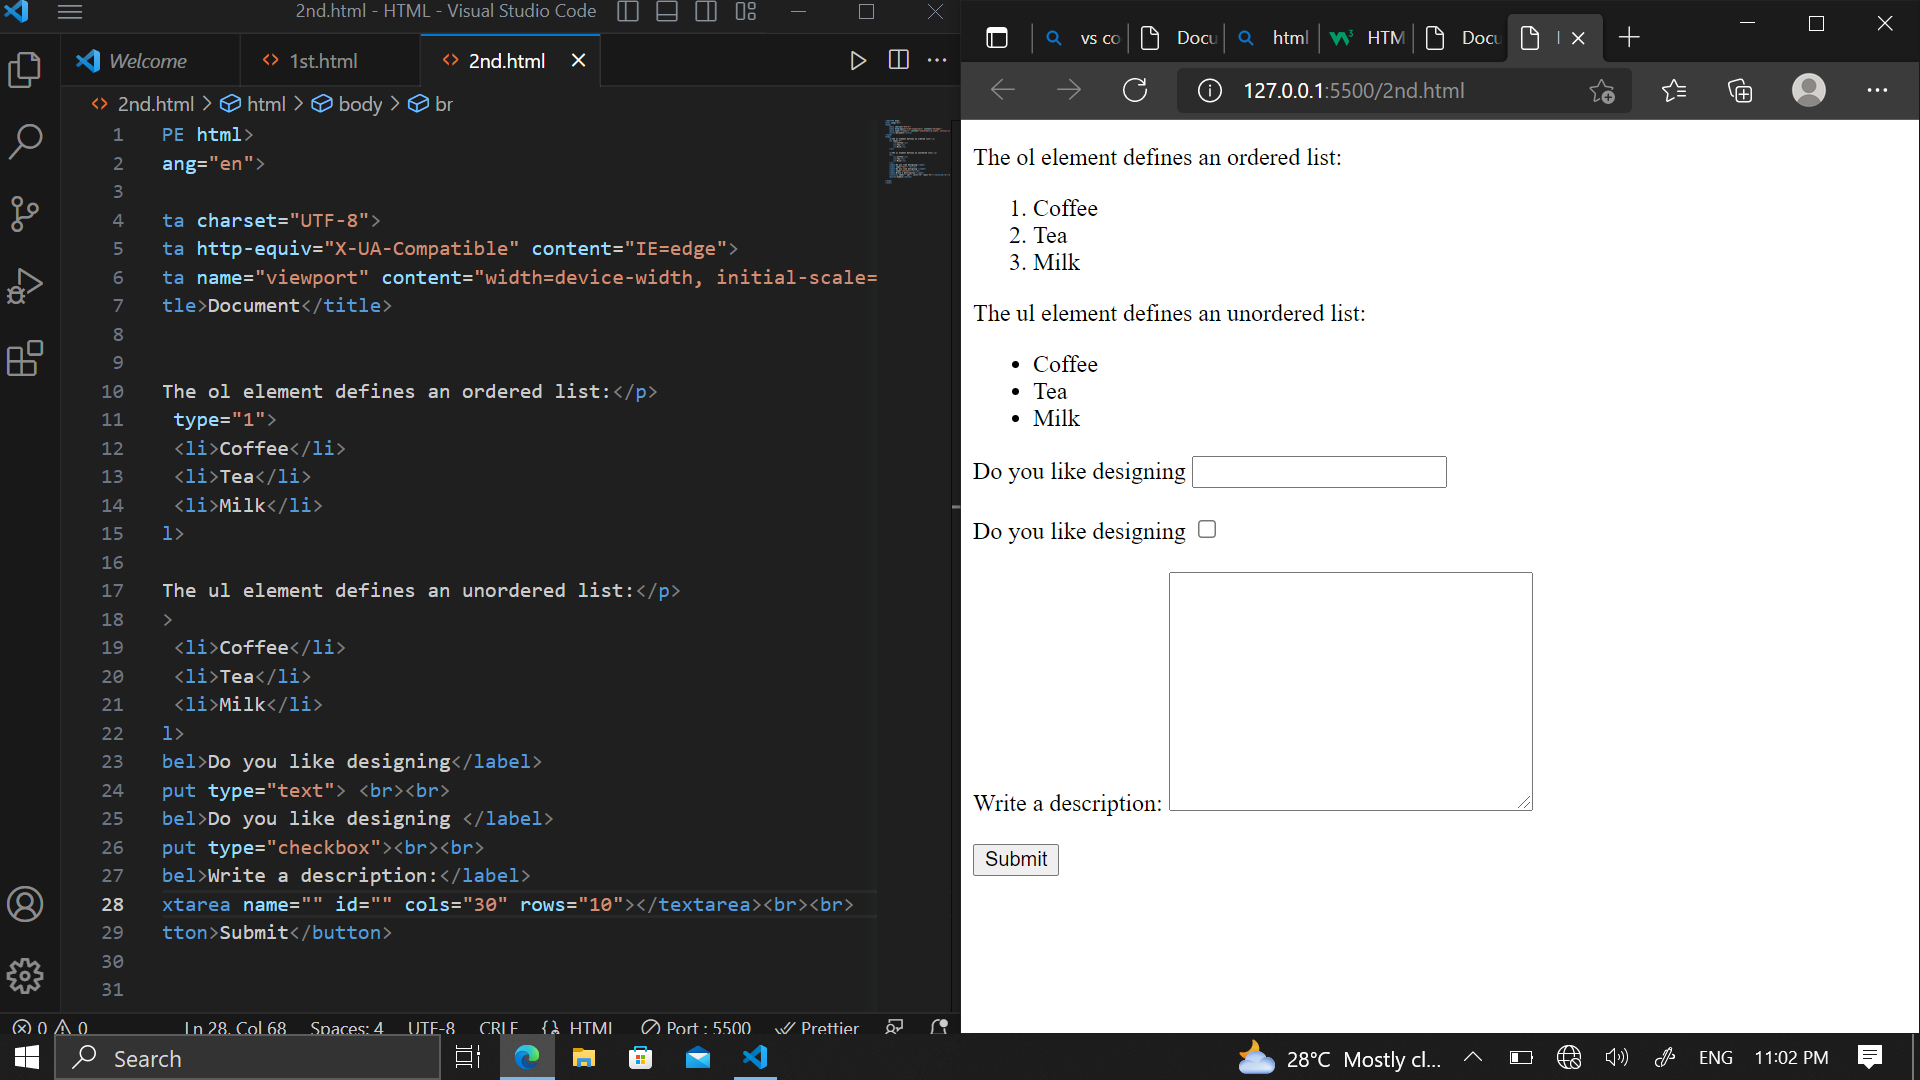 2nd.html - HTML - Visual Studio Code
Welcome
1st.html
2nd.html
2nd.html > html > body > br
1 PE html>
2 ang="en">
3
4 ta charset="UTF-8">
5 ta http-equiv="X-UA-Compatible" content="IE=edge">
6 ta name="viewport" content="width=device-width, initial-scale=
7 tle>Document</title>
8
9
10 The ol element defines an ordered list:</p>
11 type="1">
12 <li>Coffee</li>
13 <li>Tea</li>
14 <li>Milk</li>
15 l>
16
17 The ul element defines an unordered list:</p>
18 >
19 <li>Coffee</li>
20 <li>Tea</li>
21 <li>Milk</li>
22 l>
23 bel>Do you like designing</label>
24 put type="text"> <br><br>
25 bel>Do you like designing </label>
26 put type="checkbox"><br><br>
27 bel>Write a description:</label>
28 xtarea name="" id="" cols="30" rows="10"></textarea><br><br>
29 tton>Submit</button>
30
31
0 0 Ln 28, Col 68 Spaces: 4 UTF-8 CRLF {} HTML Port : 5500 Prettier
vs co
Docu
html
HTM
Docu
127.0.0.1:5500/2nd.html
The ol element defines an ordered list:
1. Coffee
2. Tea
3. Milk
The ul element defines an unordered list:
• Coffee
• Tea
• Milk
Do you like designing
Do you like designing
Write a description:
Submit
Search
28°C Mostly cl...
ENG
11:02 PM